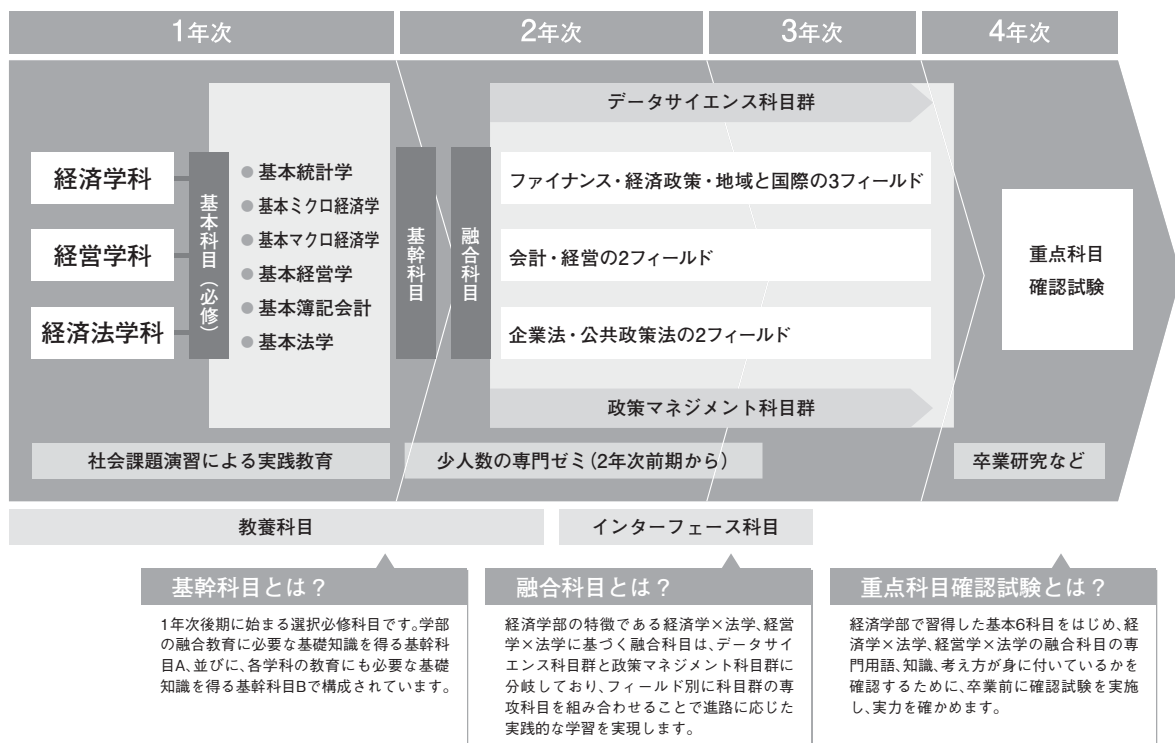 1年次
2年次
3年次
4年次
経済学科
経営学科
経済法学科
基本科目（必修）
● 基本統計学
● 基本ミクロ経済学
● 基本マクロ経済学
● 基本経営学
● 基本簿記会計
● 基本法学
基幹科目
融合科目
データサイエンス科目群
ファイナンス・経済政策・地域と国際の3フィールド
会計・経営の2フィールド
企業法・公共政策法の2フィールド
政策マネジメント科目群
重点科目
確認試験
社会課題演習による実践教育
少人数の専門ゼミ(2年次前期から)
卒業研究など
教養科目
インターフェース科目
基幹科目とは？
1年次後期に始まる選択必修科目です。学部
の融合教育に必要な基礎知識を得る基幹科
目A、並びに、各学科の教育にも必要な基礎
知識を得る基幹科目Bで構成されています。
融合科目とは？
経済学部の特徴である経済学×法学、経営
学×法学に基づく融合科目は、データサイ
エンス科目群と政策マネジメント科目群に
分岐しており、フィールド別に科目群の専
攻科目を組み合わせることで進路に応じた
実践的な学習を実現します。
重点科目確認試験とは？
経済学部で習得した基本6科目をはじめ、経
済学×法学、経営学×法学の融合科目の専
門用語、知識、考え方が身に付いているかを
確認するために、卒業前に確認試験を実施
し、実力を確かめます。